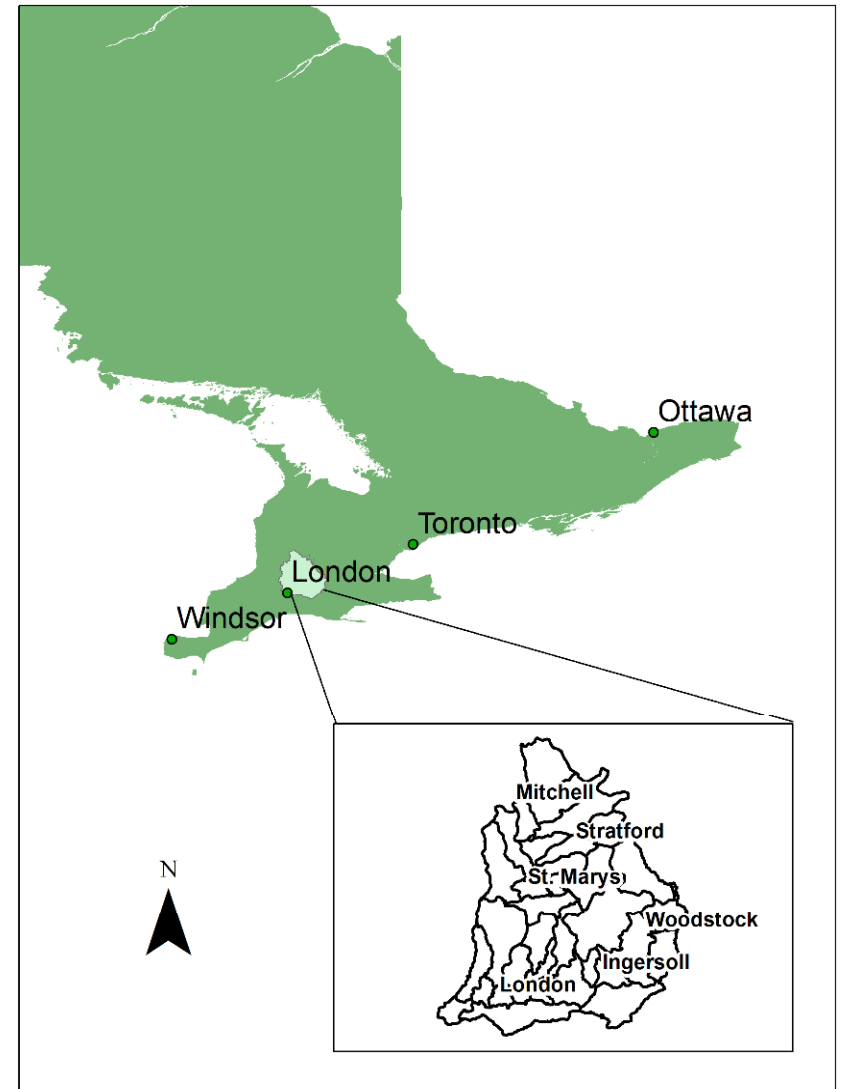 Ottawa
Toronto
London
Windsor
Mitchell
Stratford
St. Marys
N
Woodstock
Ingersoll
London